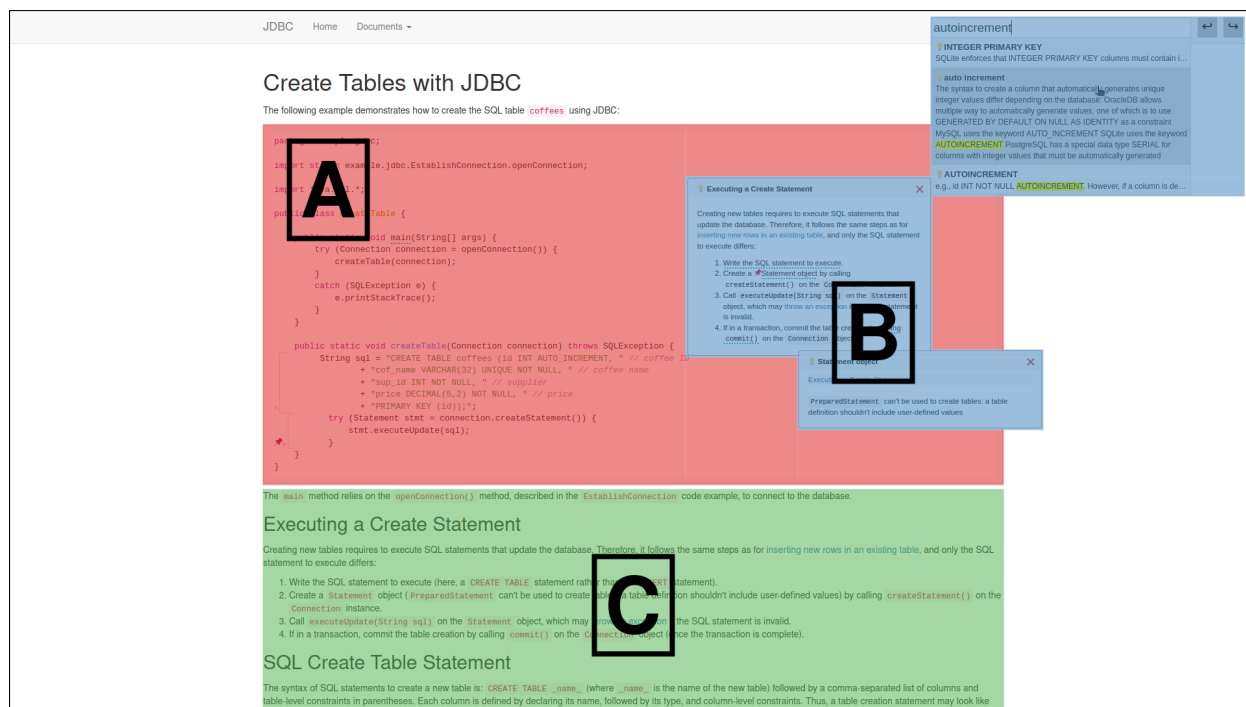 JDBC Home Documents
autoincrement
INTEGER PRIMARY KEY
SQLite enforces that INTEGER PRIMARY KEY columns must contain i...
auto increment
The syntax to create a column that automatically generates unique
integer values differ depending on the database: OracleDB allows
multiple way to automatically generate values, one of which is to use
GENERATED BY DEFAULT ON NULL AS IDENTITY as a constraint
MySQL uses the keyword AUTO_INCREMENT SQLite uses the keyword
AUTOINCREMENT PostgreSQL has a special data type SERIAL for
columns with integer values that must be automatically generated
AUTOINCREMENT
e.g., id INT NOT NULL AUTOINCREMENT. However, if a column is de...
Create Tables with JDBC
The following example demonstrates how to create the SQL table coffees using JDBC:
A
example.jdbc.EstablishConnection.openConnection;
main(String[] args) {
try (Connection connection = openConnection()) {
createTable(connection);
}
catch (SQLException e) {
e.printStackTrace();
}
}
public static void createTable(Connection connection) throws SQLException {
String sql = "CREATE TABLE coffees (id INT AUTO_INCREMENT, " // coffee ID
+ "cof_name VARCHAR(32) UNIQUE NOT NULL, " // coffee name
+ "sup_id INT NOT NULL, " // supplier
+ "price DECIMAL(5,2) NOT NULL, " // price
+ "PRIMARY KEY (id));";
try (Statement stmt = connection.createStatement()) {
stmt.executeUpdate(sql);
}
}
}
Executing a Create Statement
Creating new tables requires to execute SQL statements that
update the database. Therefore, it follows the same steps as for
inserting new rows in an existing table, and only the SQL statement
to execute differs:
1. Write the SQL statement to execute.
2. Create a Statement object by calling
createStatement() on the
3. Call executeUpdate(String on the Statement
object, which may throw an
is invalid.
4. If in a transaction, commit the
commit() on the Connection
B
Statement object
PreparedStatement can't be used to create tables: a table
definition shouldn't include user-defined values
The main method relies on the openConnection() method, described in the EstablishConnection code example, to connect to the database.
Executing a Create Statement
Creating new tables requires to execute SQL statements that update the database. Therefore, it follows the same steps as for inserting new rows in an existing table, and only the SQL
statement to execute differs:
1. Write the SQL statement to execute (here, a CREATE TABLE statement rather statement).
2. Create a Statement object ( PreparedStatement can't be used to create a table definition shouldn't include user-defined values) by calling createStatement() on the
Connection instance.
3. Call executeUpdate(String sql) on the Statement object, which may the SQL statement is invalid.
4. If in a transaction, commit the table creation by calling commit() on the object (once the transaction is complete).
C
SQL Create Table Statement
The syntax of SQL statements to create a new table is: CREATE TABLE _name_ (where _name_ is the name of the new table) followed by a comma-separated list of columns and
table-level constraints in parentheses. Each column is defined by declaring its name, followed by its type, and column-level constraints. Thus, a table creation statement may look like